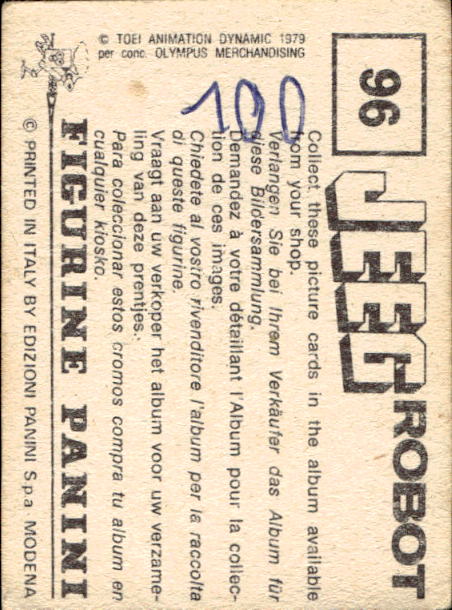 96
JEEG ROBOT
Collect these picture cards in the album available
from your shop.
Verlangen Sie bei Ihrem Verkäufer das Album für
diese Bildersammlung.
Demandez à votre détaillant l'Album pour la collec-
tion de ces images.
Chiedete al vostro rivenditore l'album per la raccolta
di queste figurine.
Vraagt aan uw verkoper het album voor uw verzame-
ling van deze prentjes.
Para coleccionar estos cromos compra tu album en
cualquier kiosko.
FIGURINE PANINI
© PRINTED IN ITALY BY EDIZIONI PANINI S.p.a. MODENA
© TOEI ANIMATION DYNAMIC 1979
per conc. OLYMPUS MERCHANDISING
100